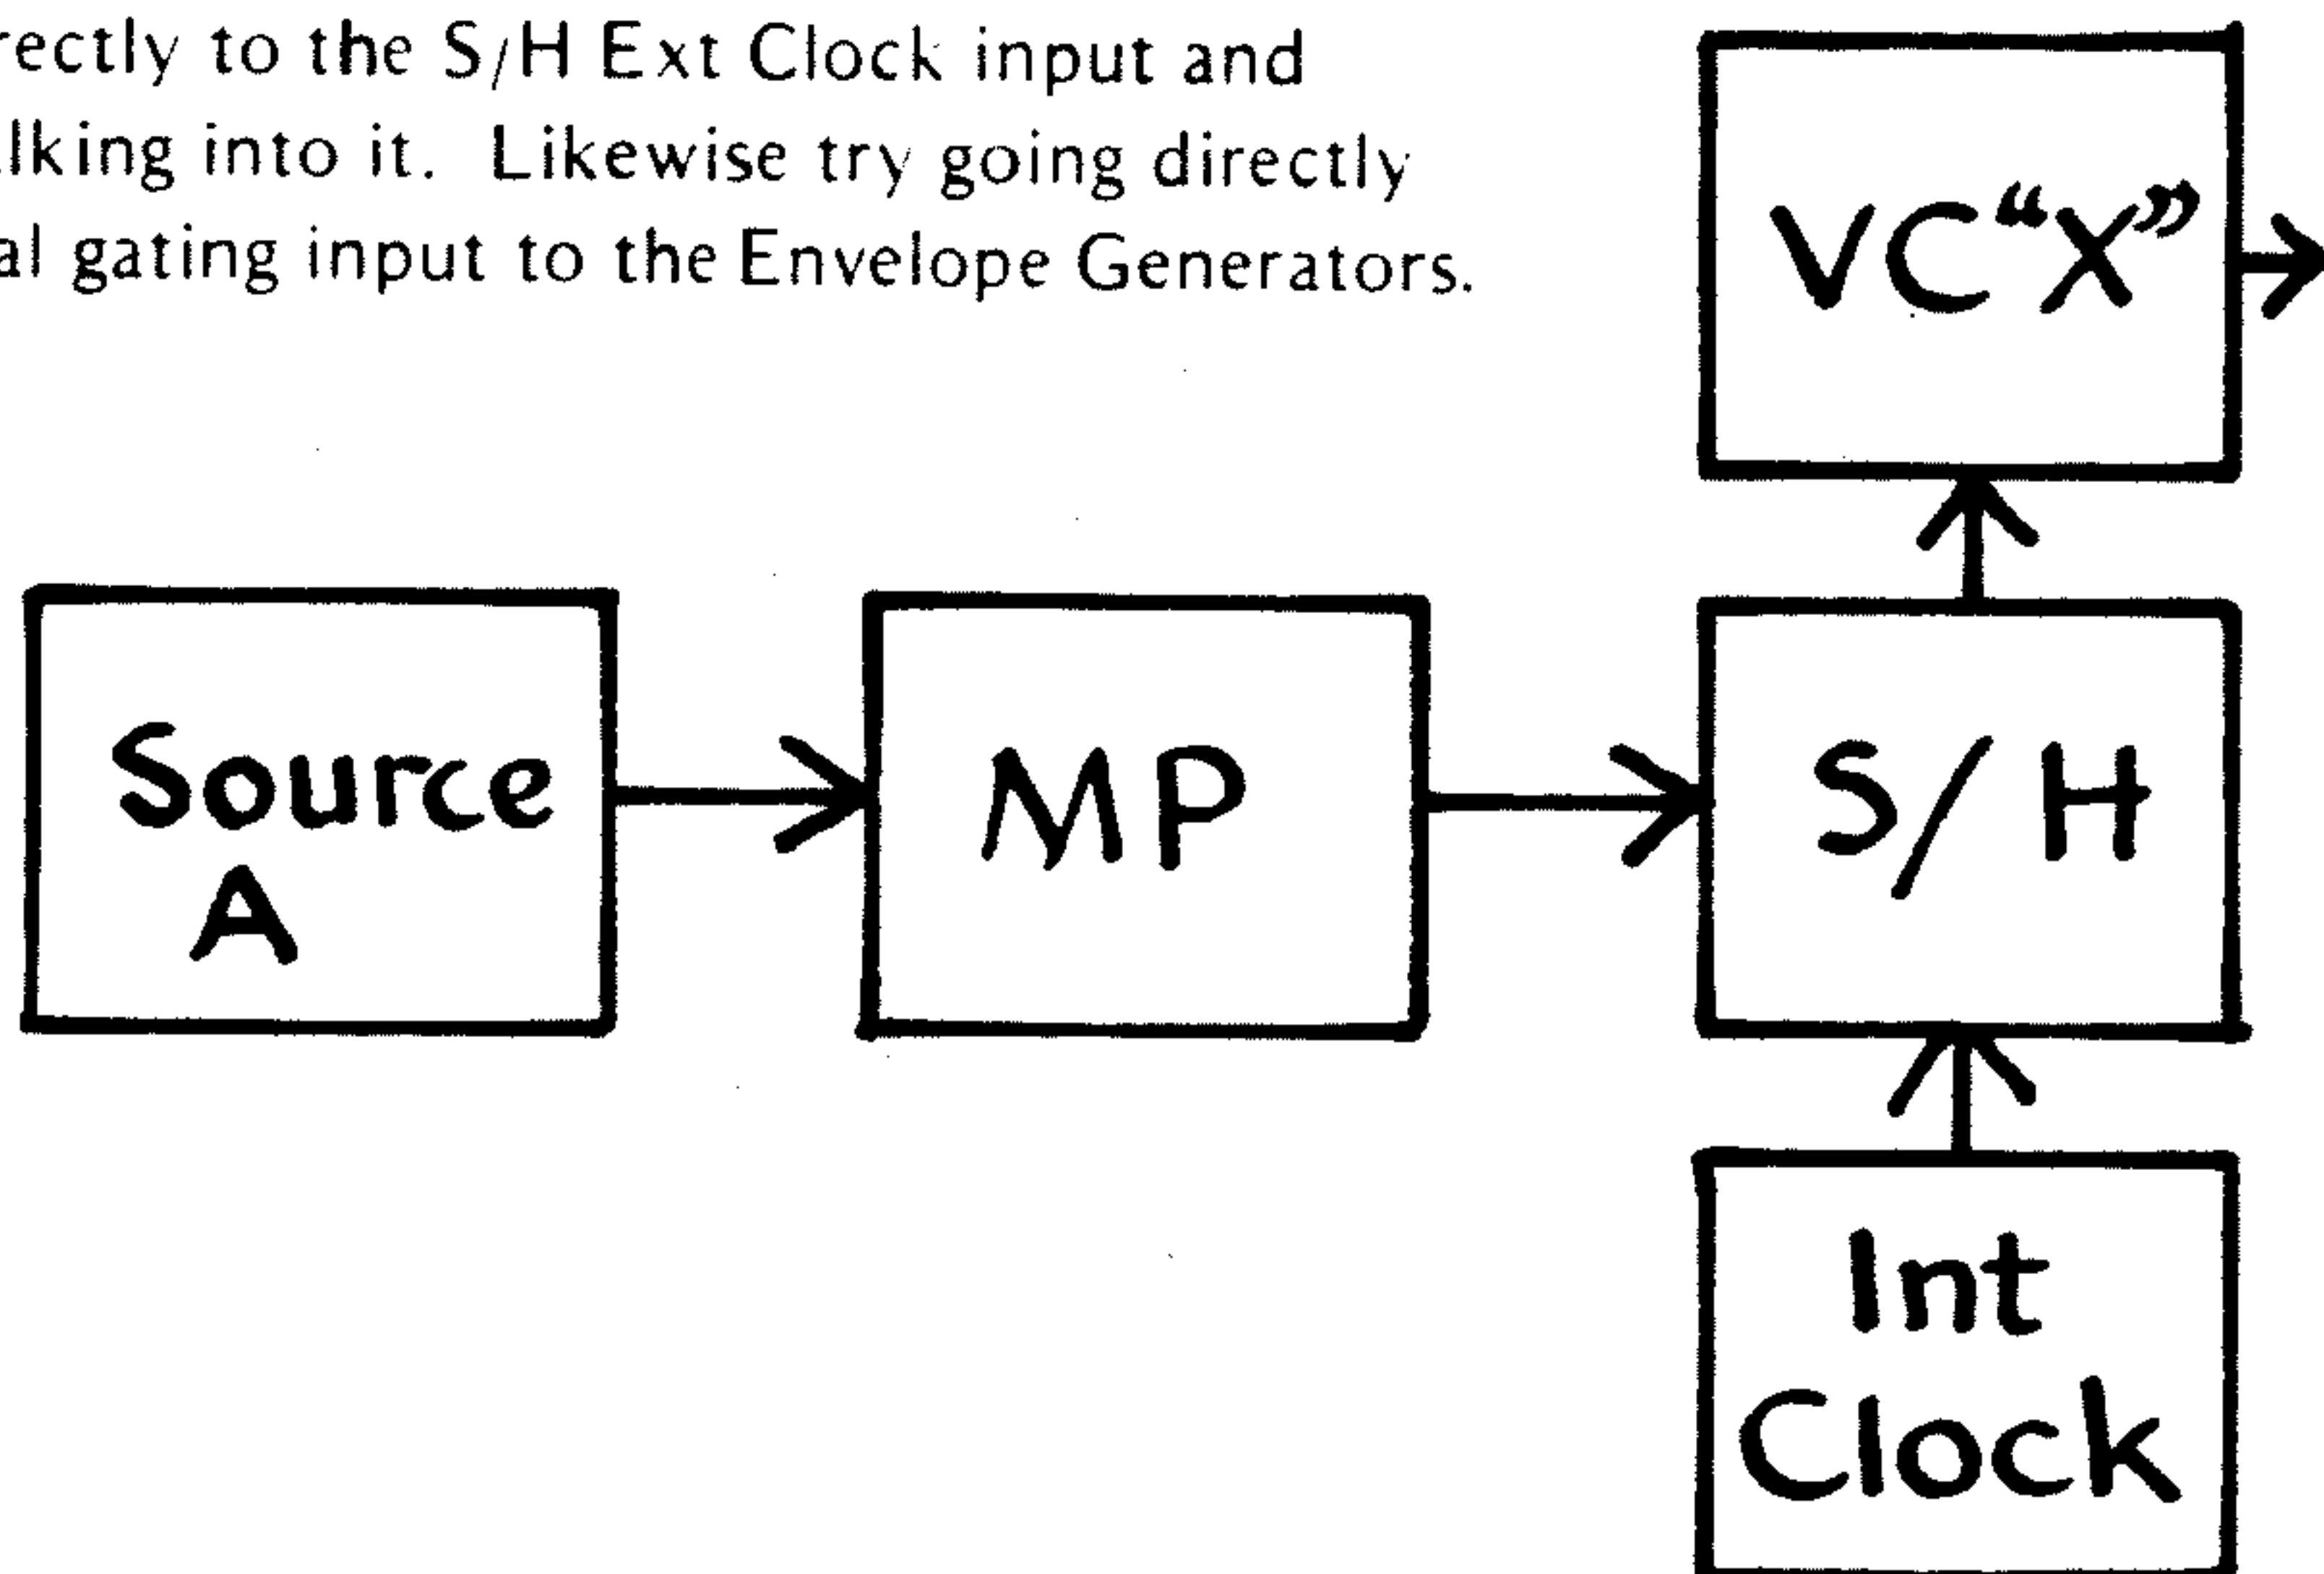 rectly to the S/H Ext Clock input and
lking into it. Likewise try going directly
al gating input to the Envelope Generators.
VC“X”
Source
A
MP
S/H
Int
Clock